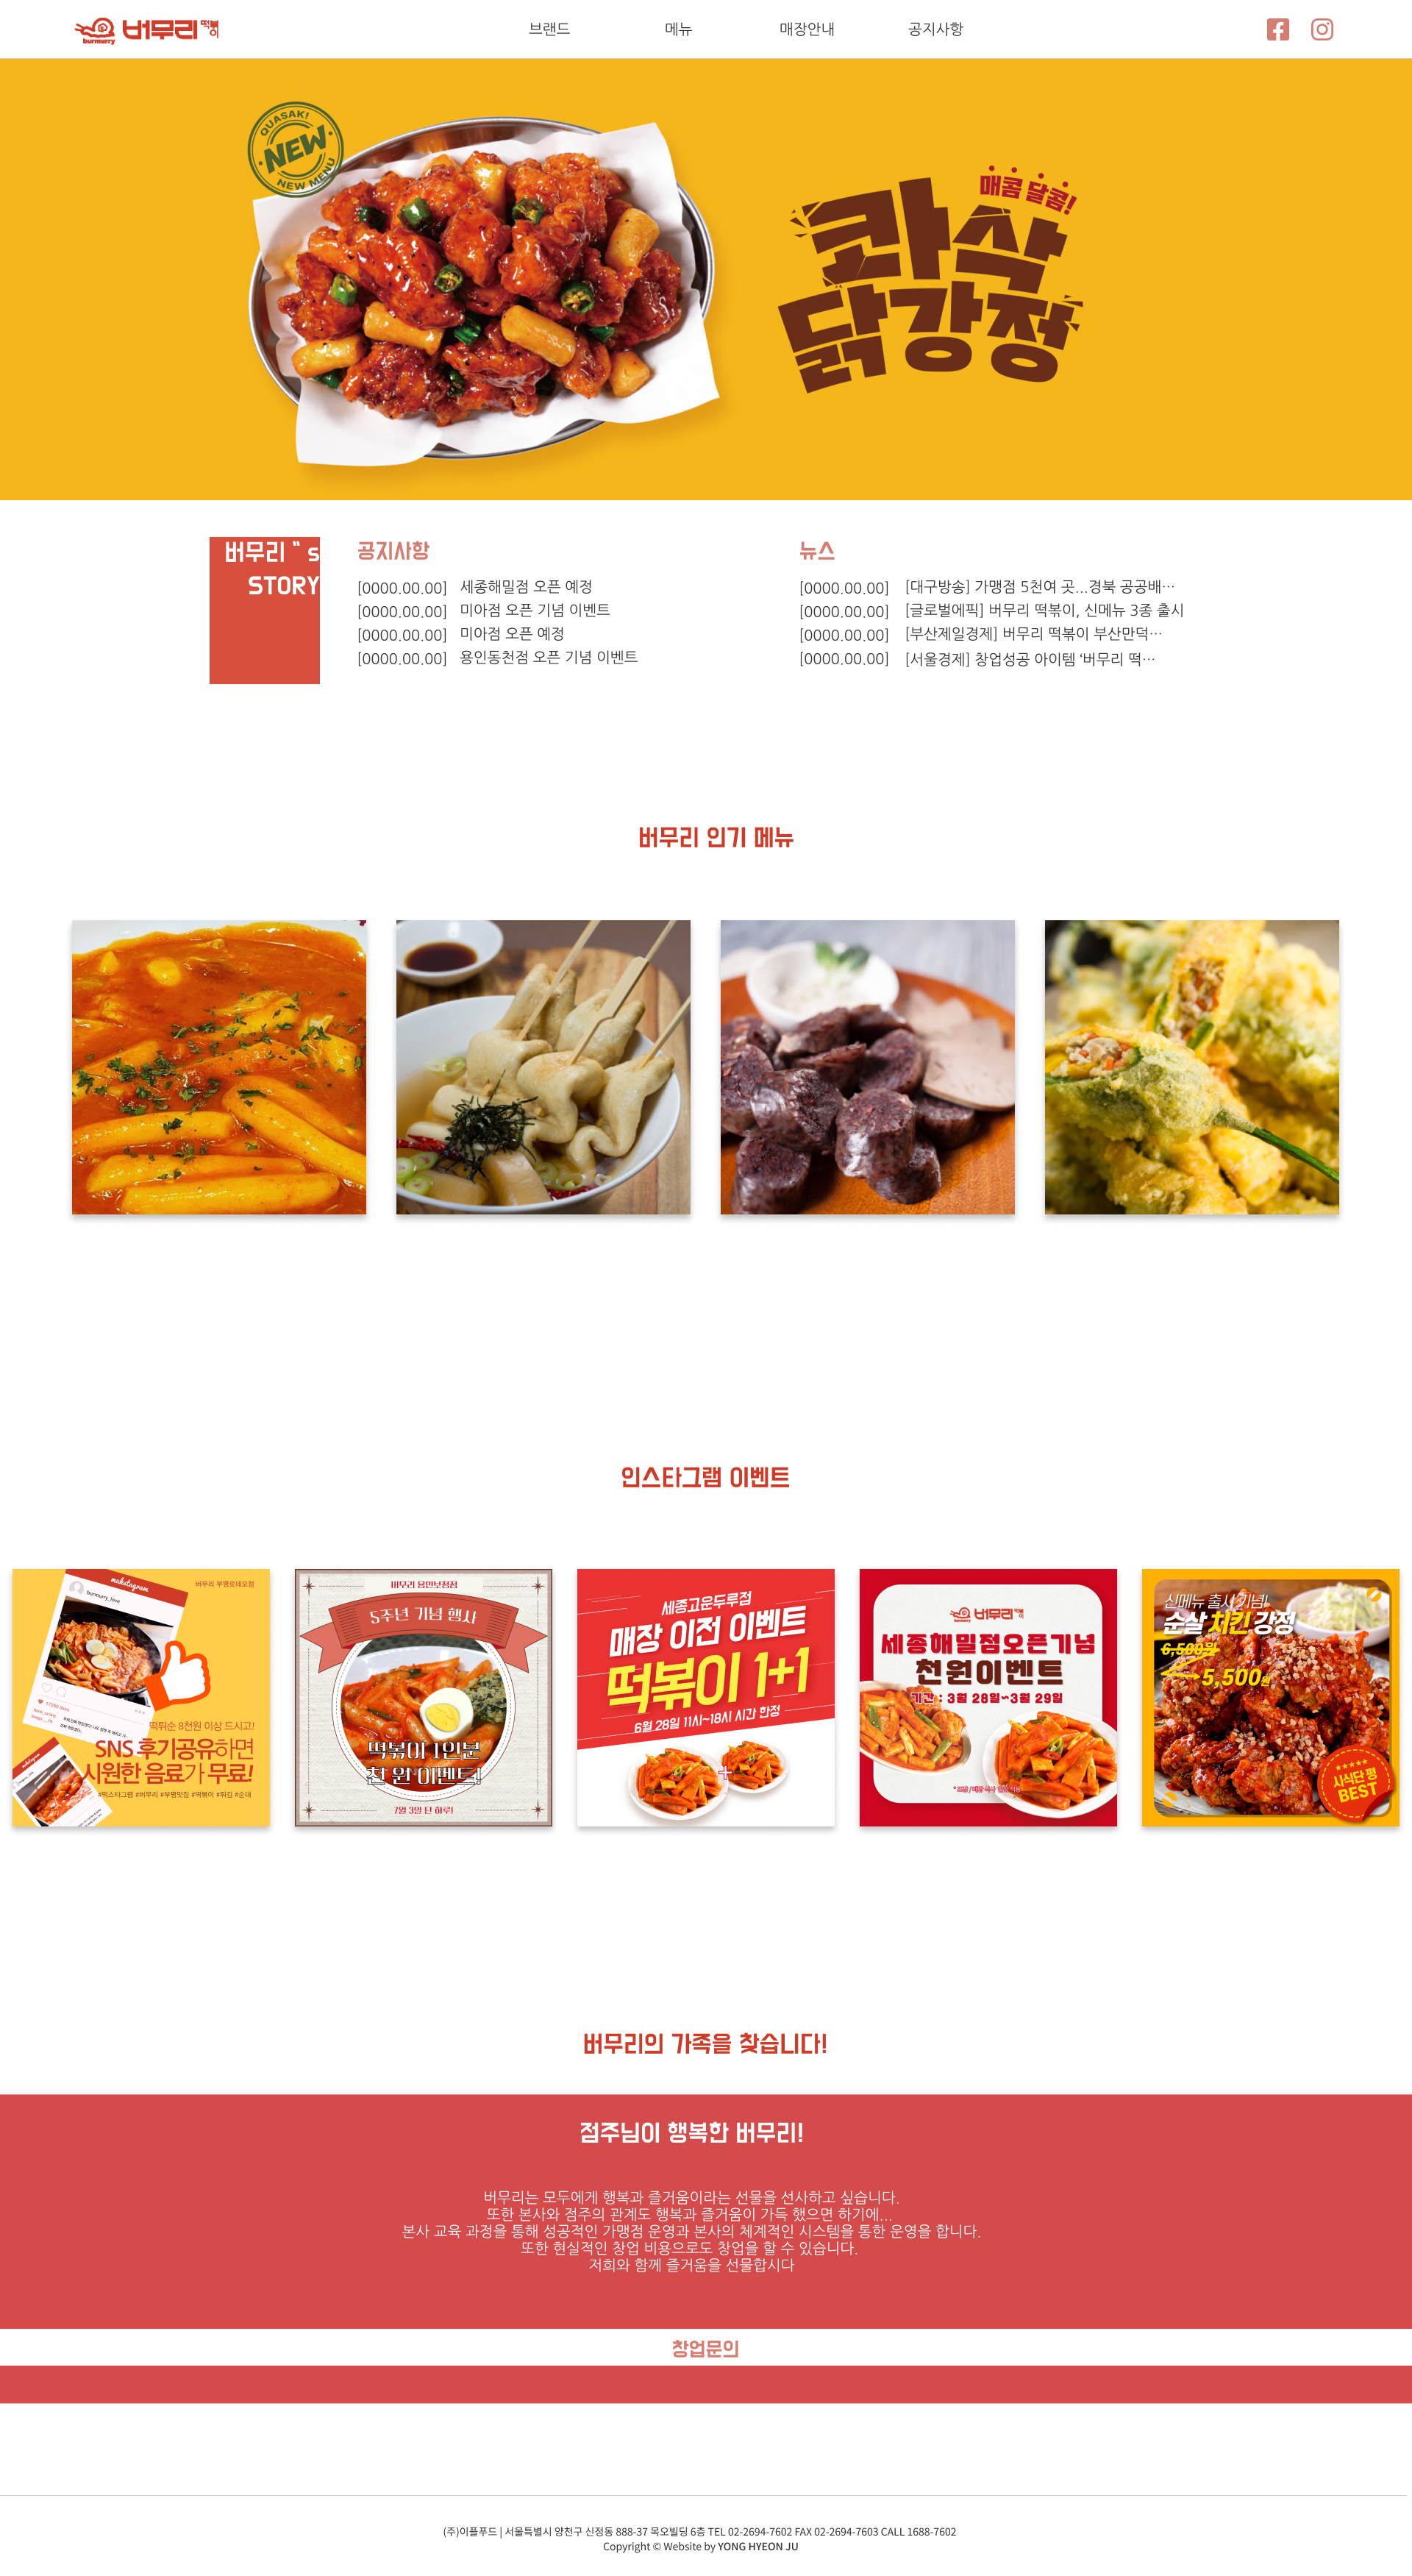 burmurry 버무리 떡볶이
브랜드 메뉴 매장안내 공지사항
QUASAK!
NEW
NEW MENU
매콤 달콤!
콰삭
닭강정
버무리 " s
STORY
공지사항
[0000.00.00] 세종해밀점 오픈 예정
[0000.00.00] 미아점 오픈 기념 이벤트
[0000.00.00] 미아점 오픈 예정
[0000.00.00] 용인동천점 오픈 기념 이벤트
뉴스
[0000.00.00] [대구방송] 가맹점 5천여 곳...경북 공공배…
[0000.00.00] [글로벌에픽] 버무리 떡볶이, 신메뉴 3종 출시
[0000.00.00] [부산제일경제] 버무리 떡볶이 부산만덕…
[0000.00.00] [서울경제] 창업성공 아이템 ‘버무리 떡…
버무리 인기 메뉴
인스타그램 이벤트
makstagram
burmurry_love
버무리 부평로데오점
떡튀순 8천원 이상 드시고!
SNS 후기공유하면
시원한 음료가 무료!
#먹스타그램 #버무리 #부평맛집 #떡볶이 #튀김 #순대
5주년 기념 행사
떡볶이 1인분
천 원 이벤트!
7월 3일 단 하루!
세종고운두루점
매장 이전 이벤트
떡볶이 1+1
6월 28일 11시~18시 시간 한정
버무리
세종해밀점오픈기념
천원이벤트
기간 : 3월 28일~3월 29일
신메뉴 출시 기념!
순살 치킨 강정
6,500원
5,500원
시식단 평
BEST
버무리의 가족을 찾습니다!
점주님이 행복한 버무리!
버무리는 모두에게 행복과 즐거움이라는 선물을 선사하고 싶습니다.
또한 본사와 점주의 관계도 행복과 즐거움이 가득 했으면 하기에...
본사 교육 과정을 통해 성공적인 가맹점 운영과 본사의 체계적인 시스템을 통한 운영을 합니다.
또한 현실적인 창업 비용으로도 창업을 할 수 있습니다.
저희와 함께 즐거움을 선물합시다
창업문의
(주)이플푸드 | 서울특별시 양천구 신정동 888-37 목오빌딩 6층 TEL 02-2694-7602 FAX 02-2694-7603 CALL 1688-7602
Copyright © Website by YONG HYEON JU